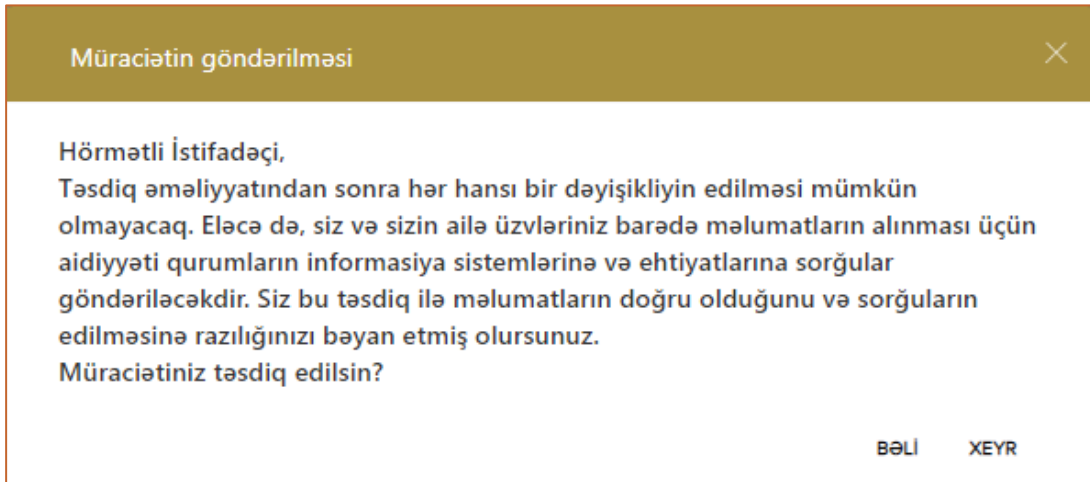 Müraciətin göndərilməsi
Hörmətli İstifadəçi,
Təsdiq əməliyyatından sonra hər hansı bir dəyişikliyin edilməsi mümkün
olmayacaq. Eləcə də, siz və sizin ailə üzvləriniz barədə məlumatların alınması üçün
aidiyyəti qurumların informasiya sistemlərinə və ehtiyatlarına sorğular
göndəriləcəkdir. Siz bu təsdiq ilə məlumatların doğru olduğunu və sorğuların
edilməsinə razılığınızı bəyan etmiş olursunuz.
Müraciətiniz təsdiq edilsin?
BƏLİ XEYR